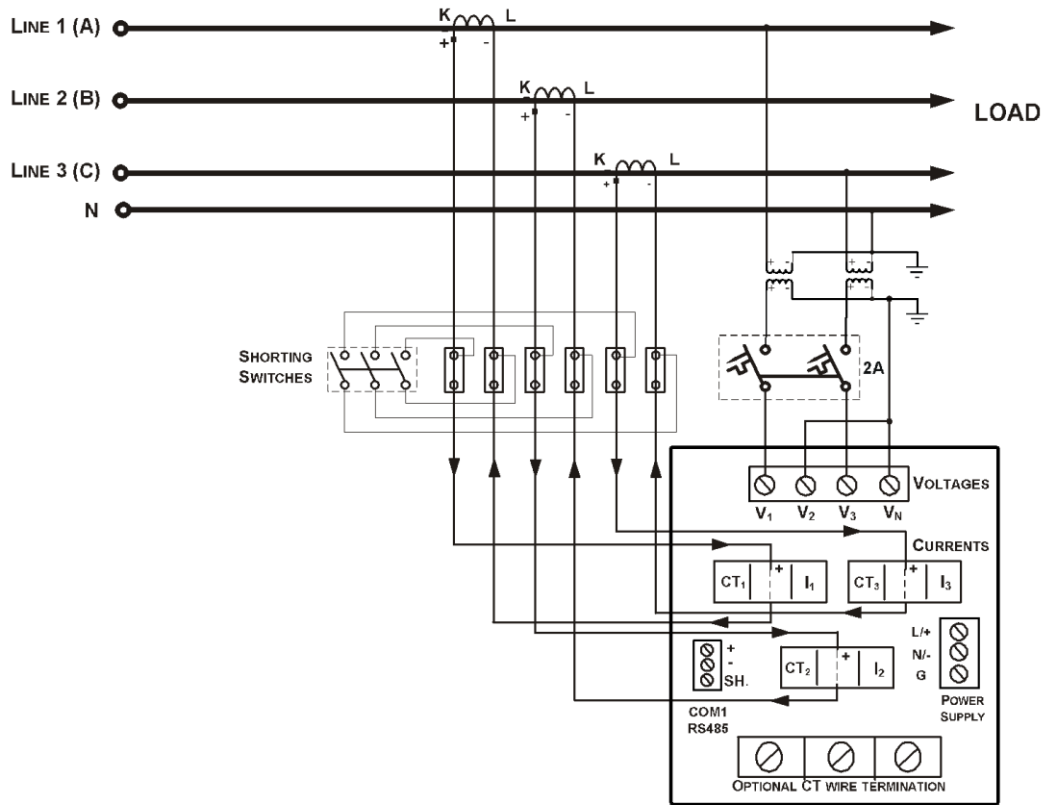 LINE 1 (A)
K
L
+
-
LINE 2 (B)
K
L
+
-
LOAD
LINE 3 (C)
K
L
+
-
N
+ -
+ -
+ -
+ -
SHORTING
SWITCHES
2A
VOLTAGES
V1 V2 V3 VN
CURRENTS
CT1 + I1
CT3 + I3
L/+
N/-
G
POWER
SUPPLY
+
-
SH.
COM1
RS485
CT2 + I2
OPTIONAL CT WIRE TERMINATION